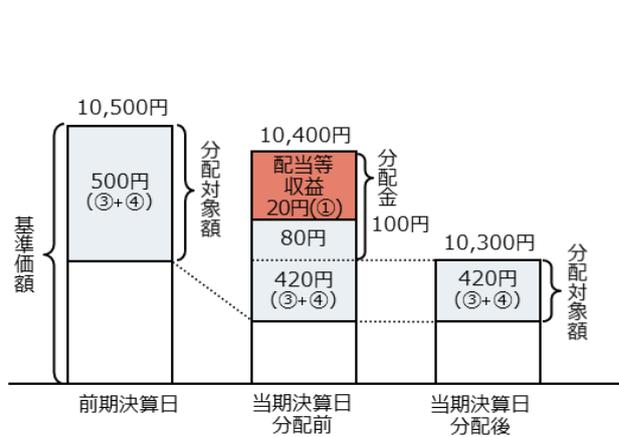 10,500円
500円
(③+④)
分配対象額
基準価額
前期決算日
10,400円
配当等
収益
20円(①)
80円
420円
(③+④)
分配金
100円
当期決算日
分配前
10,300円
420円
(③+④)
分配対象額
当期決算日
分配後